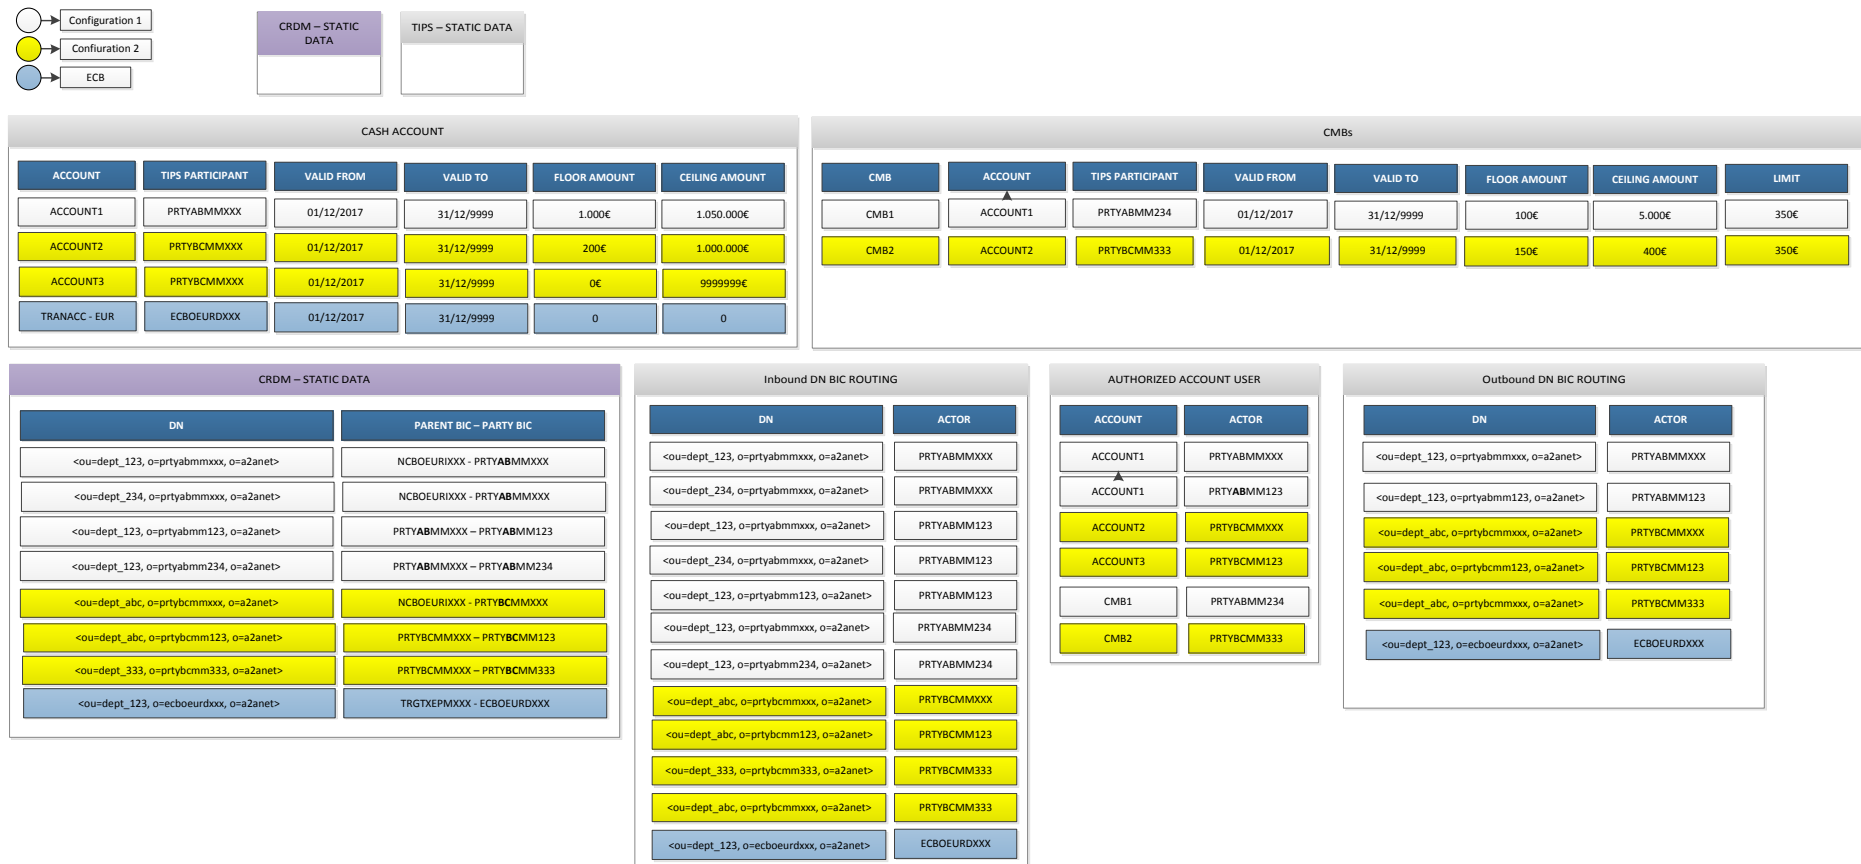 Configuration 1
Confiuration 2
ECB
CRDM – STATIC
DATA
TIPS – STATIC DATA
CASH ACCOUNT
ACCOUNT TIPS PARTICIPANT VALID FROM VALID TO FLOOR AMOUNT CEILING AMOUNT
ACCOUNT1 PRTYABMMXXX 01/12/2017 31/12/9999 1.000€ 1.050.000€
ACCOUNT2 PRTYBCMMXXX 01/12/2017 31/12/9999 200€ 1.000.000€
ACCOUNT3 PRTYBCMMXXX 01/12/2017 31/12/9999 0€ 9999999€
TRANACC - EUR ECBOEURDXXX 01/12/2017 31/12/9999 0 0
CMBs
CMB ACCOUNT TIPS PARTICIPANT VALID FROM VALID TO FLOOR AMOUNT CEILING AMOUNT LIMIT
CMB1 ACCOUNT1 PRTYABMM234 01/12/2017 31/12/9999 100€ 5.000€ 350€
CMB2 ACCOUNT2 PRTYBCMM333 01/12/2017 31/12/9999 150€ 400€ 350€
CRDM – STATIC DATA
DN PARENT BIC – PARTY BIC
<ou=dept_123, o=prtyabmmxxx, o=a2anet> NCBOEURIXXX - PRTYABMMXXX
<ou=dept_234, o=prtyabmmxxx, o=a2anet> NCBOEURIXXX - PRTYABMMXXX
<ou=dept_123, o=prtyabmm123, o=a2anet> PRTYABMMXXX – PRTYABMM123
<ou=dept_123, o=prtyabmm234, o=a2anet> PRTYABMMXXX – PRTYABMM234
<ou=dept_abc, o=prtybcmmxxx, o=a2anet> NCBOEURIXXX - PRTYBCMMXXX
<ou=dept_abc, o=prtybcmm123, o=a2anet> PRTYBCMMXXX – PRTYBCMM123
<ou=dept_333, o=prtybcmm333, o=a2anet> PRTYBCMMXXX – PRTYBCMM333
<ou=dept_123, o=ecboeurdxxx, o=a2anet> TRGTXEPMXXX - ECBOEURDXXX
Inbound DN BIC ROUTING
DN ACTOR
<ou=dept_123, o=prtyabmmxxx, o=a2anet> PRTYABMMXXX
<ou=dept_234, o=prtyabmmxxx, o=a2anet> PRTYABMMXXX
<ou=dept_123, o=prtyabmmxxx, o=a2anet> PRTYABMM123
<ou=dept_234, o=prtyabmmxxx, o=a2anet> PRTYABMM123
<ou=dept_123, o=prtyabmm123, o=a2anet> PRTYABMM123
<ou=dept_123, o=prtyabmmxxx, o=a2anet> PRTYABMM234
<ou=dept_123, o=prtyabmm234, o=a2anet> PRTYABMM234
<ou=dept_abc, o=prtybcmmxxx, o=a2anet> PRTYBCMMXXX
<ou=dept_abc, o=prtybcmm123, o=a2anet> PRTYBCMM123
<ou=dept_333, o=prtybcmm333, o=a2anet> PRTYBCMM333
<ou=dept_abc, o=prtybcmmxxx, o=a2anet> PRTYBCMM333
<ou=dept_123, o=ecboeurdxxx, o=a2anet> ECBOEURDXXX
AUTHORIZED ACCOUNT USER
ACCOUNT ACTOR
ACCOUNT1 PRTYABMMXXX
ACCOUNT1 PRTYABMM123
ACCOUNT2 PRTYBCMMXXX
ACCOUNT3 PRTYBCMM123
CMB1 PRTYABMM234
CMB2 PRTYBCMM333
Outbound DN BIC ROUTING
DN ACTOR
<ou=dept_123, o=prtyabmmxxx, o=a2anet> PRTYABMMXXX
<ou=dept_123, o=prtyabmm123, o=a2anet> PRTYABMM123
<ou=dept_abc, o=prtybcmmxxx, o=a2anet> PRTYBCMMXXX
<ou=dept_abc, o=prtybcmm123, o=a2anet> PRTYBCMM123
<ou=dept_abc, o=prtybcmmxxx, o=a2anet> PRTYBCMM333
<ou=dept_123, o=ecboeurdxxx, o=a2anet> ECBOEURDXXX